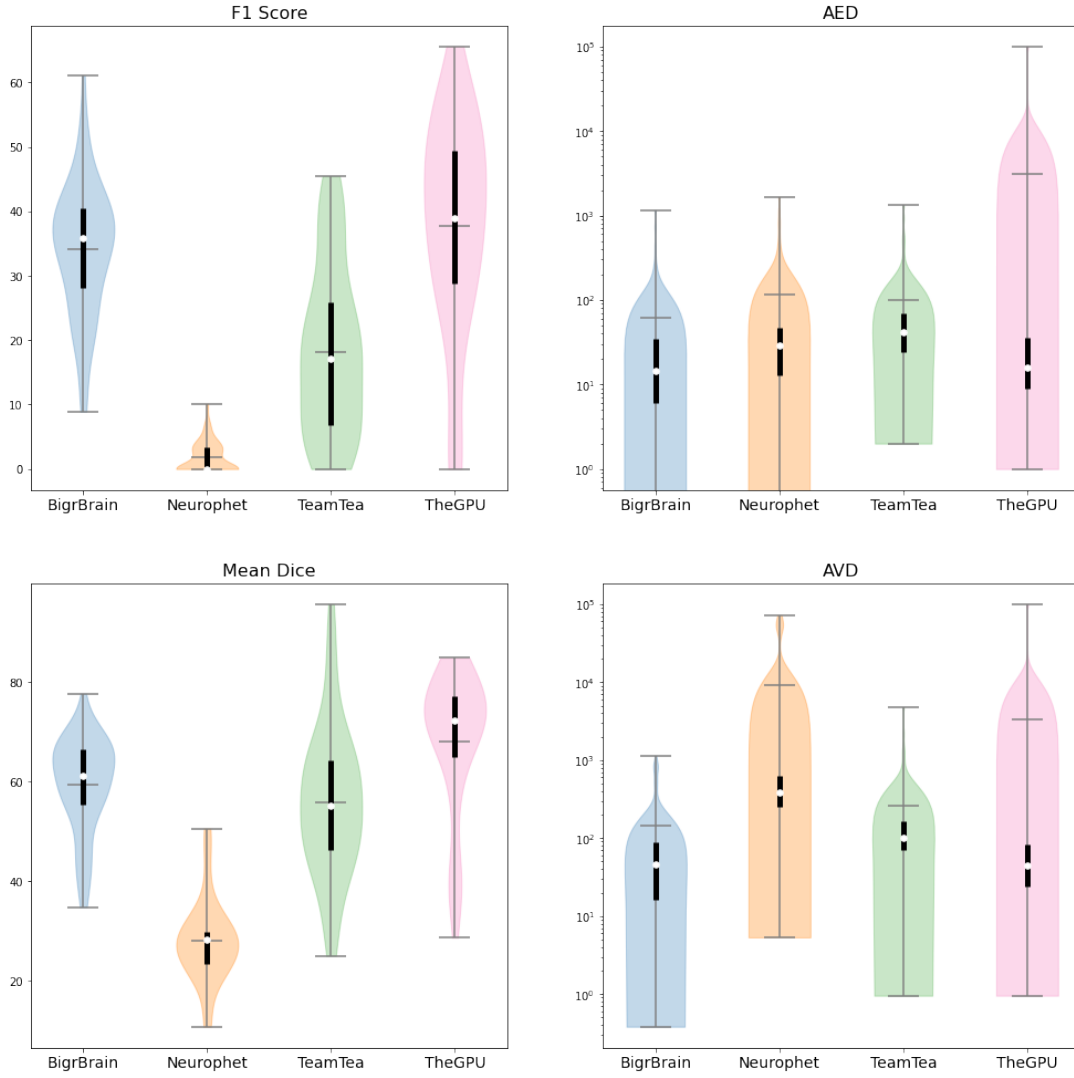 F1 Score
60
50
40
30
20
10
0
BigrBrain Neurophet TeamTea TheGPU
AED
10⁵
10⁴
10³
10²
10¹
10⁰
BigrBrain Neurophet TeamTea TheGPU
Mean Dice
80
60
40
20
BigrBrain Neurophet TeamTea TheGPU
AVD
10⁵
10⁴
10³
10²
10¹
10⁰
BigrBrain Neurophet TeamTea TheGPU